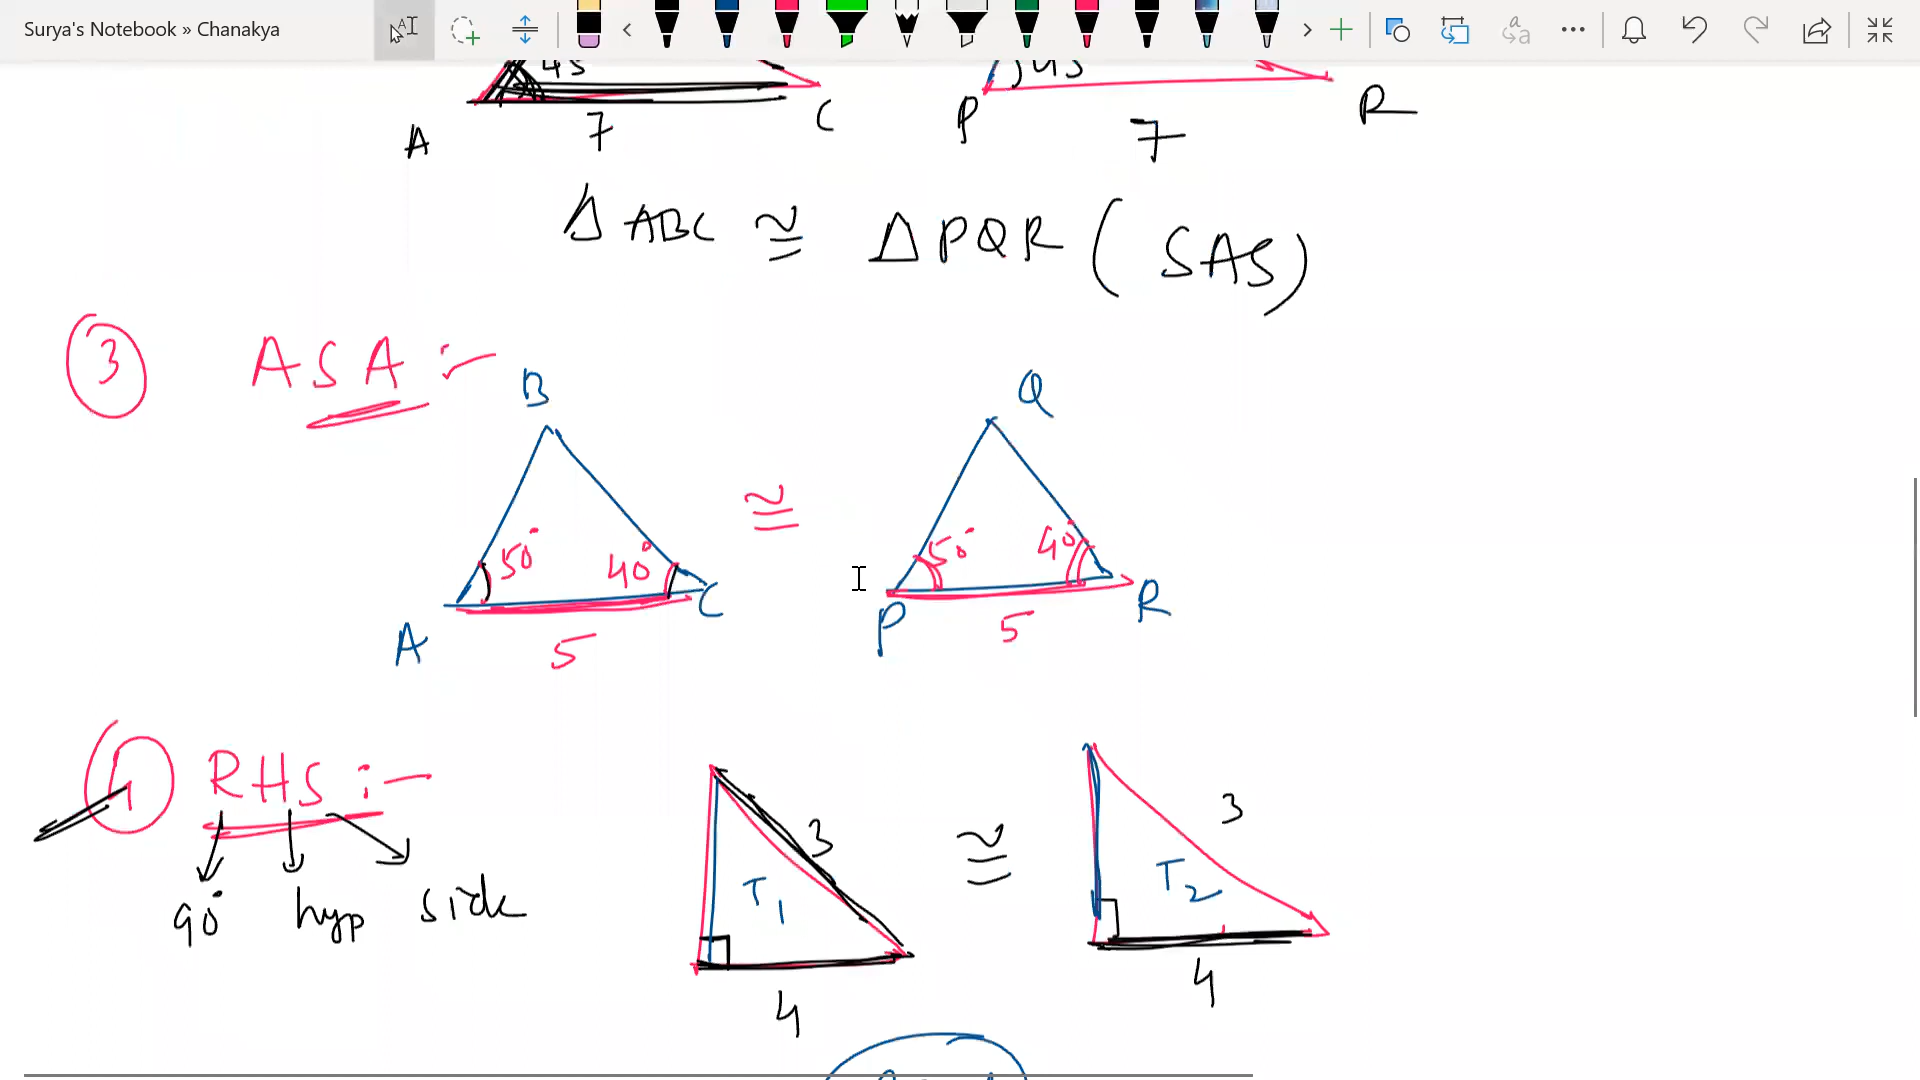 Surya's Notebook » Chanakya
45 345
A 7 C P 7 R
Δ ABC ≅ Δ PQR ( SAS )
3 ASA :-
B Q
50° 40° ≅ 50° 40°
A 5 C P 5 R
4 RHS :-
90° hyp side
3 T1 ≅ 3 T2
4 4